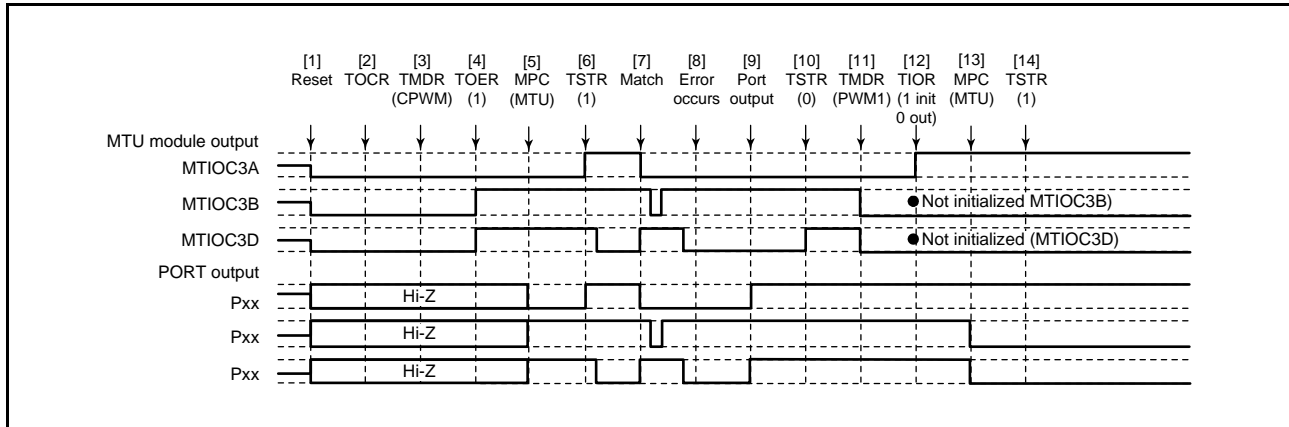 [1] [2] [3] [4] [5] [6] [7] [8] [9] [10] [11] [12] [13] [14]
Reset TOCR TMDR TOER MPC TSTR Match Error Port TSTR TMDR TIOR MPC TSTR
(CPWM) (1) (MTU) (1) occurs output (0) (PWM1) (1 init (MTU) (1)
0 out)
MTU module output
MTIOC3A
MTIOC3B Not initialized MTIOC3B)
MTIOC3D Not initialized (MTIOC3D)
PORT output
Pxx Hi-Z
Pxx Hi-Z
Pxx Hi-Z